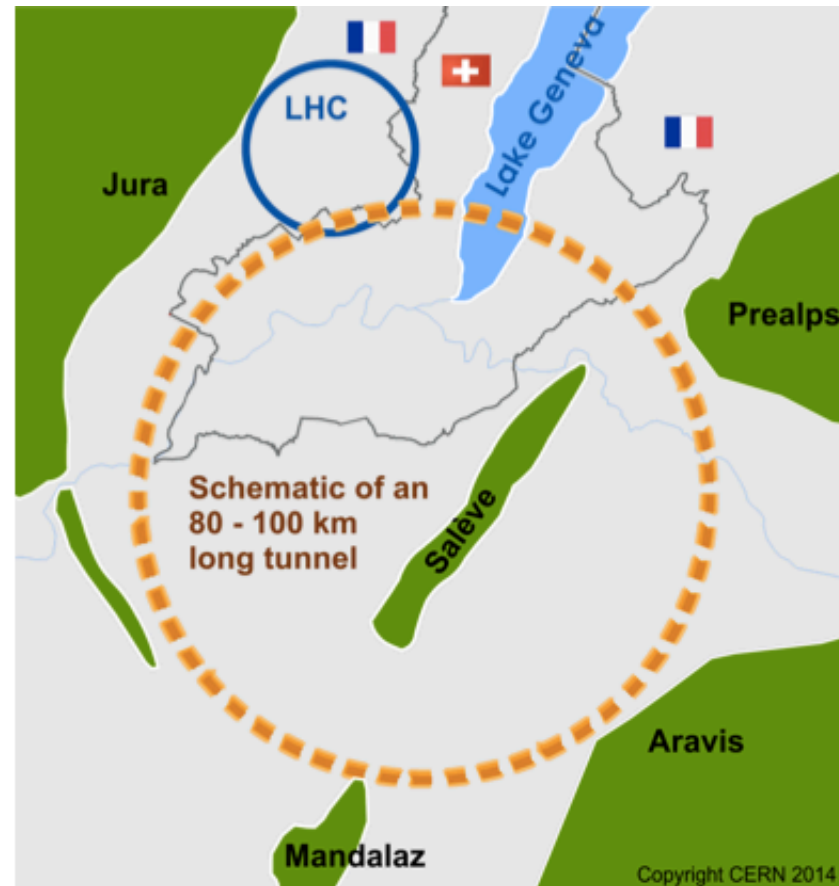 LHC
Lake Geneva
Jura
Prealps
Schematic of an
80 - 100 km
long tunnel
Salève
Aravis
Mandalaz
Copyright CERN 2014